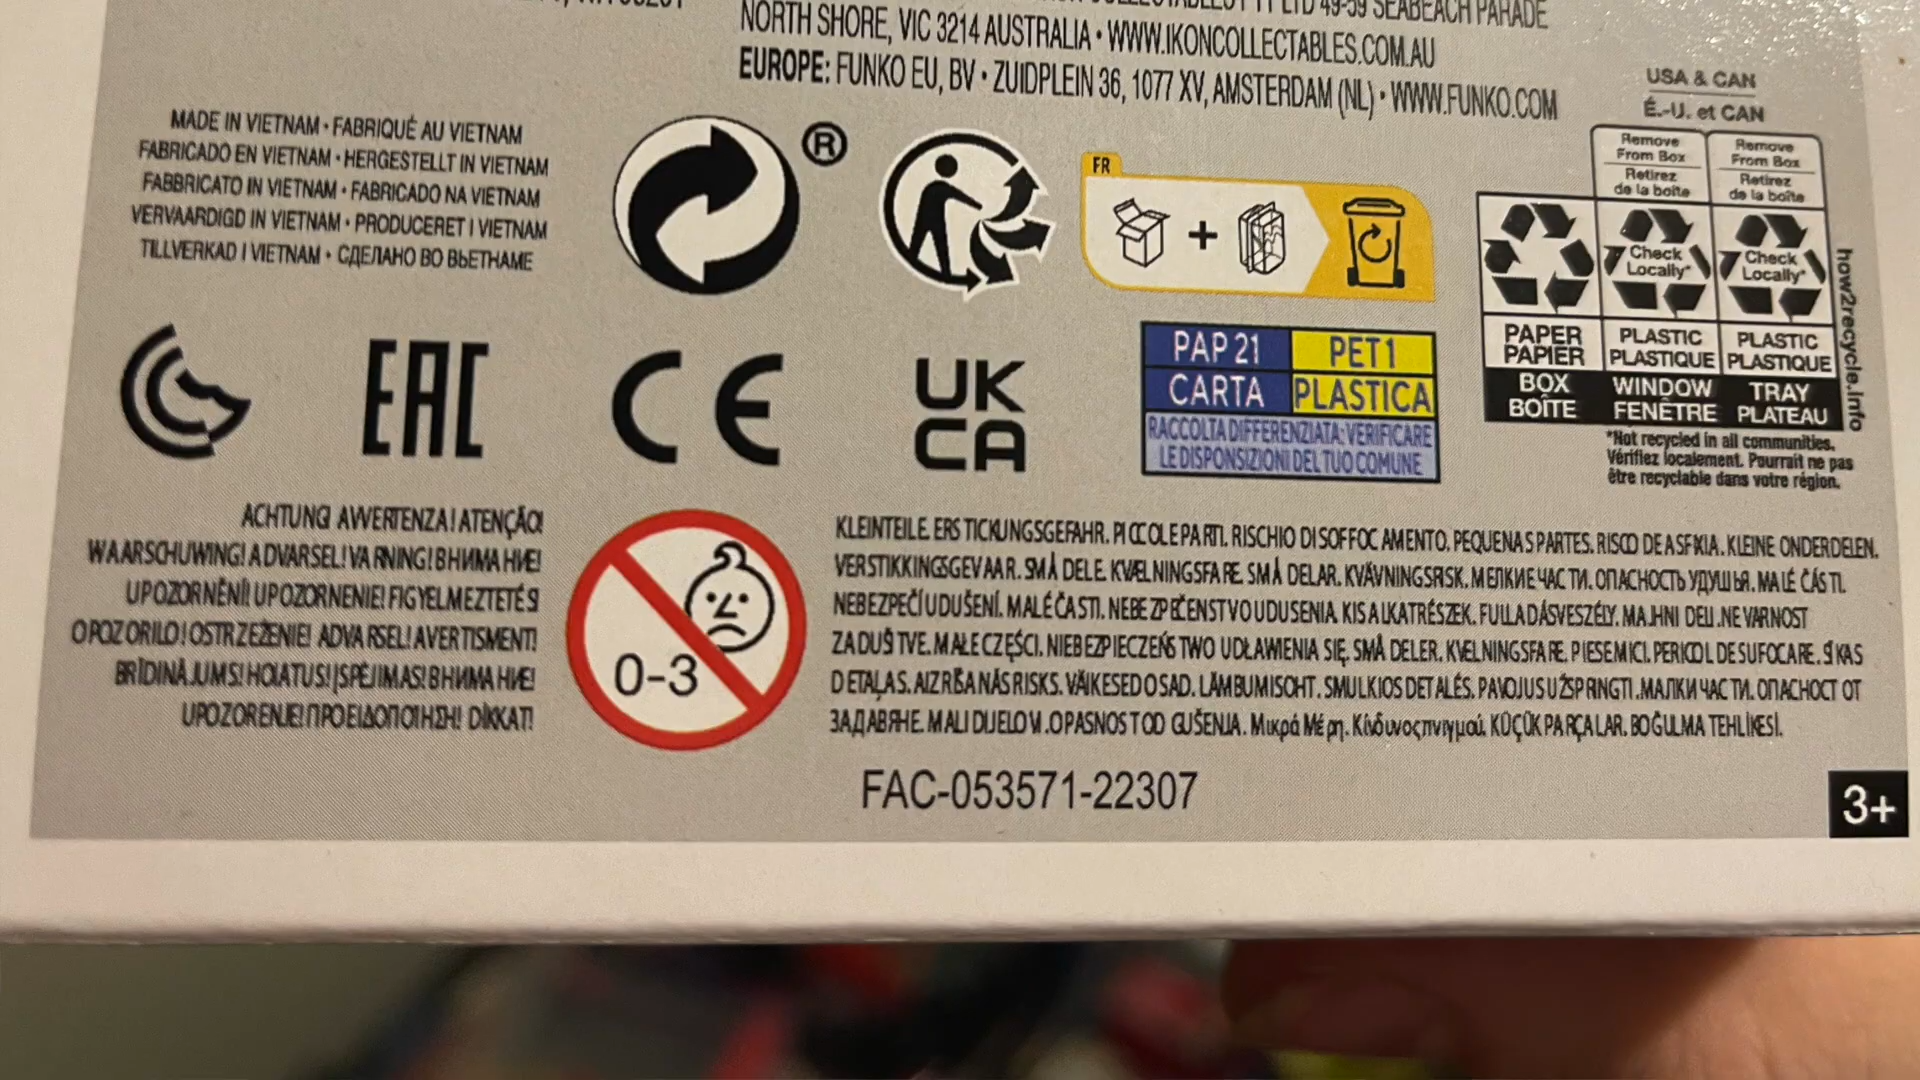 49-59 SEABEACH PARADE
NORTH SHORE, VIC 3214 AUSTRALIA • WWW.IKONCOLLECTABLES.COM.AU
EUROPE: FUNKO EU, BV • ZUIDPLEIN 36, 1077 XV, AMSTERDAM (NL) • WWW.FUNKO.COM
MADE IN VIETNAM • FABRIQUÉ AU VIETNAM
FABRICADO EN VIETNAM • HERGESTELLT IN VIETNAM
FABBRICATO IN VIETNAM • FABRICADO NA VIETNAM
VERVAARDIGD IN VIETNAM • PRODUCERET I VIETNAM
TILLVERKAD I VIETNAM • СДЕЛАНО ВО ВЬЕТНАМЕ
®
FR
+
USA & CAN
É.-U. et CAN
Remove
From Box
Retirez
de la boîte
Remove
From Box
Retirez
de la boîte
Check
Locally*
Check
Locally*
PAPER
PAPIER
PLASTIC
PLASTIQUE
PLASTIC
PLASTIQUE
BOX
BOÎTE
WINDOW
FENÊTRE
TRAY
PLATEAU
how2recycle.info
*Not recycled in all communities.
Vérifiez localement. Pourrait ne pas
être recyclable dans votre région.
EAC
CE
UK
CA
PAP 21
CARTA
PET 1
PLASTICA
RACCOLTA DIFFERENZIATA: VERIFICARE
LE DISPONSIZIONI DEL TUO COMUNE
ACHTUNG! AVVERTENZA! ATENÇÃO!
WAARSCHUWING! ADVARSEL! VARNING! ВНИМАНИЕ!
UPOZORNĚNÍ! UPOZORNENIE! FIGYELMEZTETÉS
OPOZORILO! OSTRZEŻENIE! ADVARSEL! AVERTISMENT!
BRĪDINĀJUMS! HOIATUS! ĮSPĖJIMAS! ВНИМАНИЕ!
UPOZORENJE! ΠΡΟΕΙΔΟΠΟΙΗΣΗ! DİKKAT!
0-3
KLEINTEILE. ERSTICKUNGSGEFAHR. PICCOLE PARTI. RISCHIO DI SOFFOCAMENTO. PEQUENAS PARTES. RISCO DE ASFIXIA. KLEINE ONDERDELEN.
VERSTIKKINGSGEVAAR. SMÅ DELE. KVÆLNINGSFARE. SMÅ DELAR. KVÄVNINGSRISK. МЕЛКИЕ ЧАСТИ. ОПАСНОСТЬ УДУШЬЯ. MALÉ ČÁSTI.
NEBEZPEČÍ UDUŠENÍ. MALÉ ČASTI. NEBEZPEČENSTVO UDUSENIA. KIS ALKATRÉSZEK. FULLADÁSVESZÉLY. MAJHNI DELI. NEVARNOST
ZADUŠTVE. MAŁE CZĘŚCI. NIEBEZPIECZEŃSTWO UDŁAWIENIA SIĘ. SMÅ DELER. KVELNINGSFARE. PIESE MICI. PERICOL DE SUFOCARE. SĪKAS
DETAĻAS. AIZRĪŠANĀS RISKS. VÄIKESED OSAD. LÄMBUMISOHT. SMULKIOS DETALĖS. PAVOJUS UŽSPRINGTI. МАЛКИ ЧАСТИ. ОПАСНОСТ ОТ
ЗАДАВЯНЕ. MALI DIJELOVI. OPASNOST OD GUŠENJA. Μικρά Μέρη. Κίνδυνος πνιγμού. KÜÇÜK PARÇALAR. BOĞULMA TEHLİKESİ.
FAC-053571-22307
3+